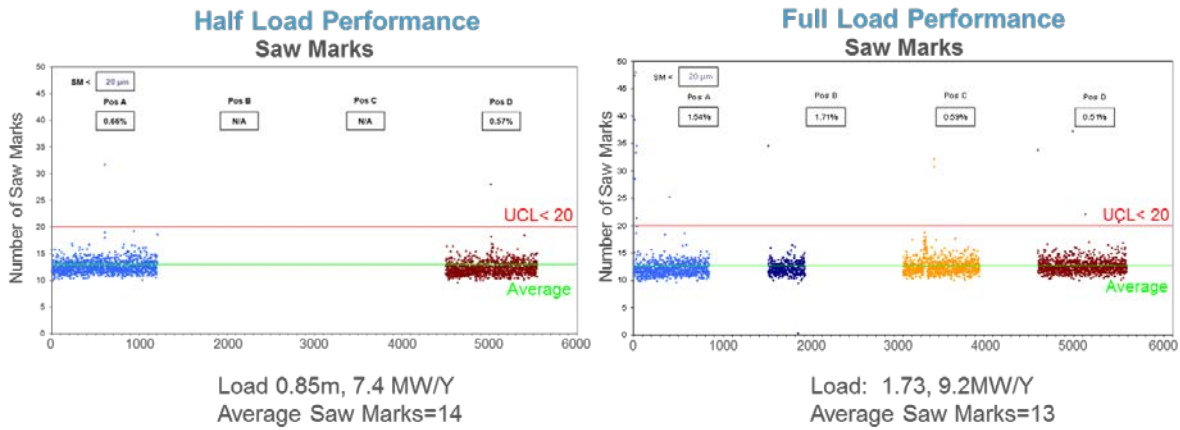 Half Load Performance
Saw Marks
50
45
40
35
30
25
20
15
10
5
0
Number of Saw Marks
SM < 20 µm
Pos A Pos B Pos C Pos D
0.66% N/A N/A 0.57%
UCL< 20
Average
0 1000 2000 3000 4000 5000 6000
Load 0.85m, 7.4 MW/Y
Average Saw Marks=14
Full Load Performance
Saw Marks
50
45
40
35
30
25
20
15
10
5
0
Number of Saw Marks
SM < 20 µm
Pos A Pos B Pos C Pos D
1.54% 1.71% 0.59% 0.51%
UCL< 20
Average
0 1000 2000 3000 4000 5000 6000
Load: 1.73, 9.2MW/Y
Average Saw Marks=13